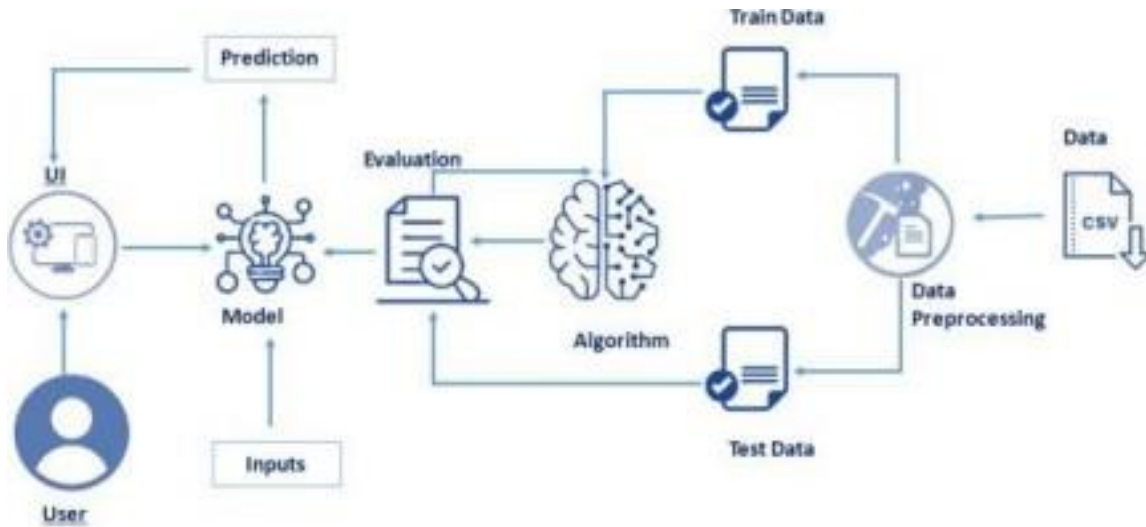 Train Data
Prediction
Data
Evaluation
UI
CSV
Model
Data
Preprocessing
Algorithm
Inputs
Test Data
User